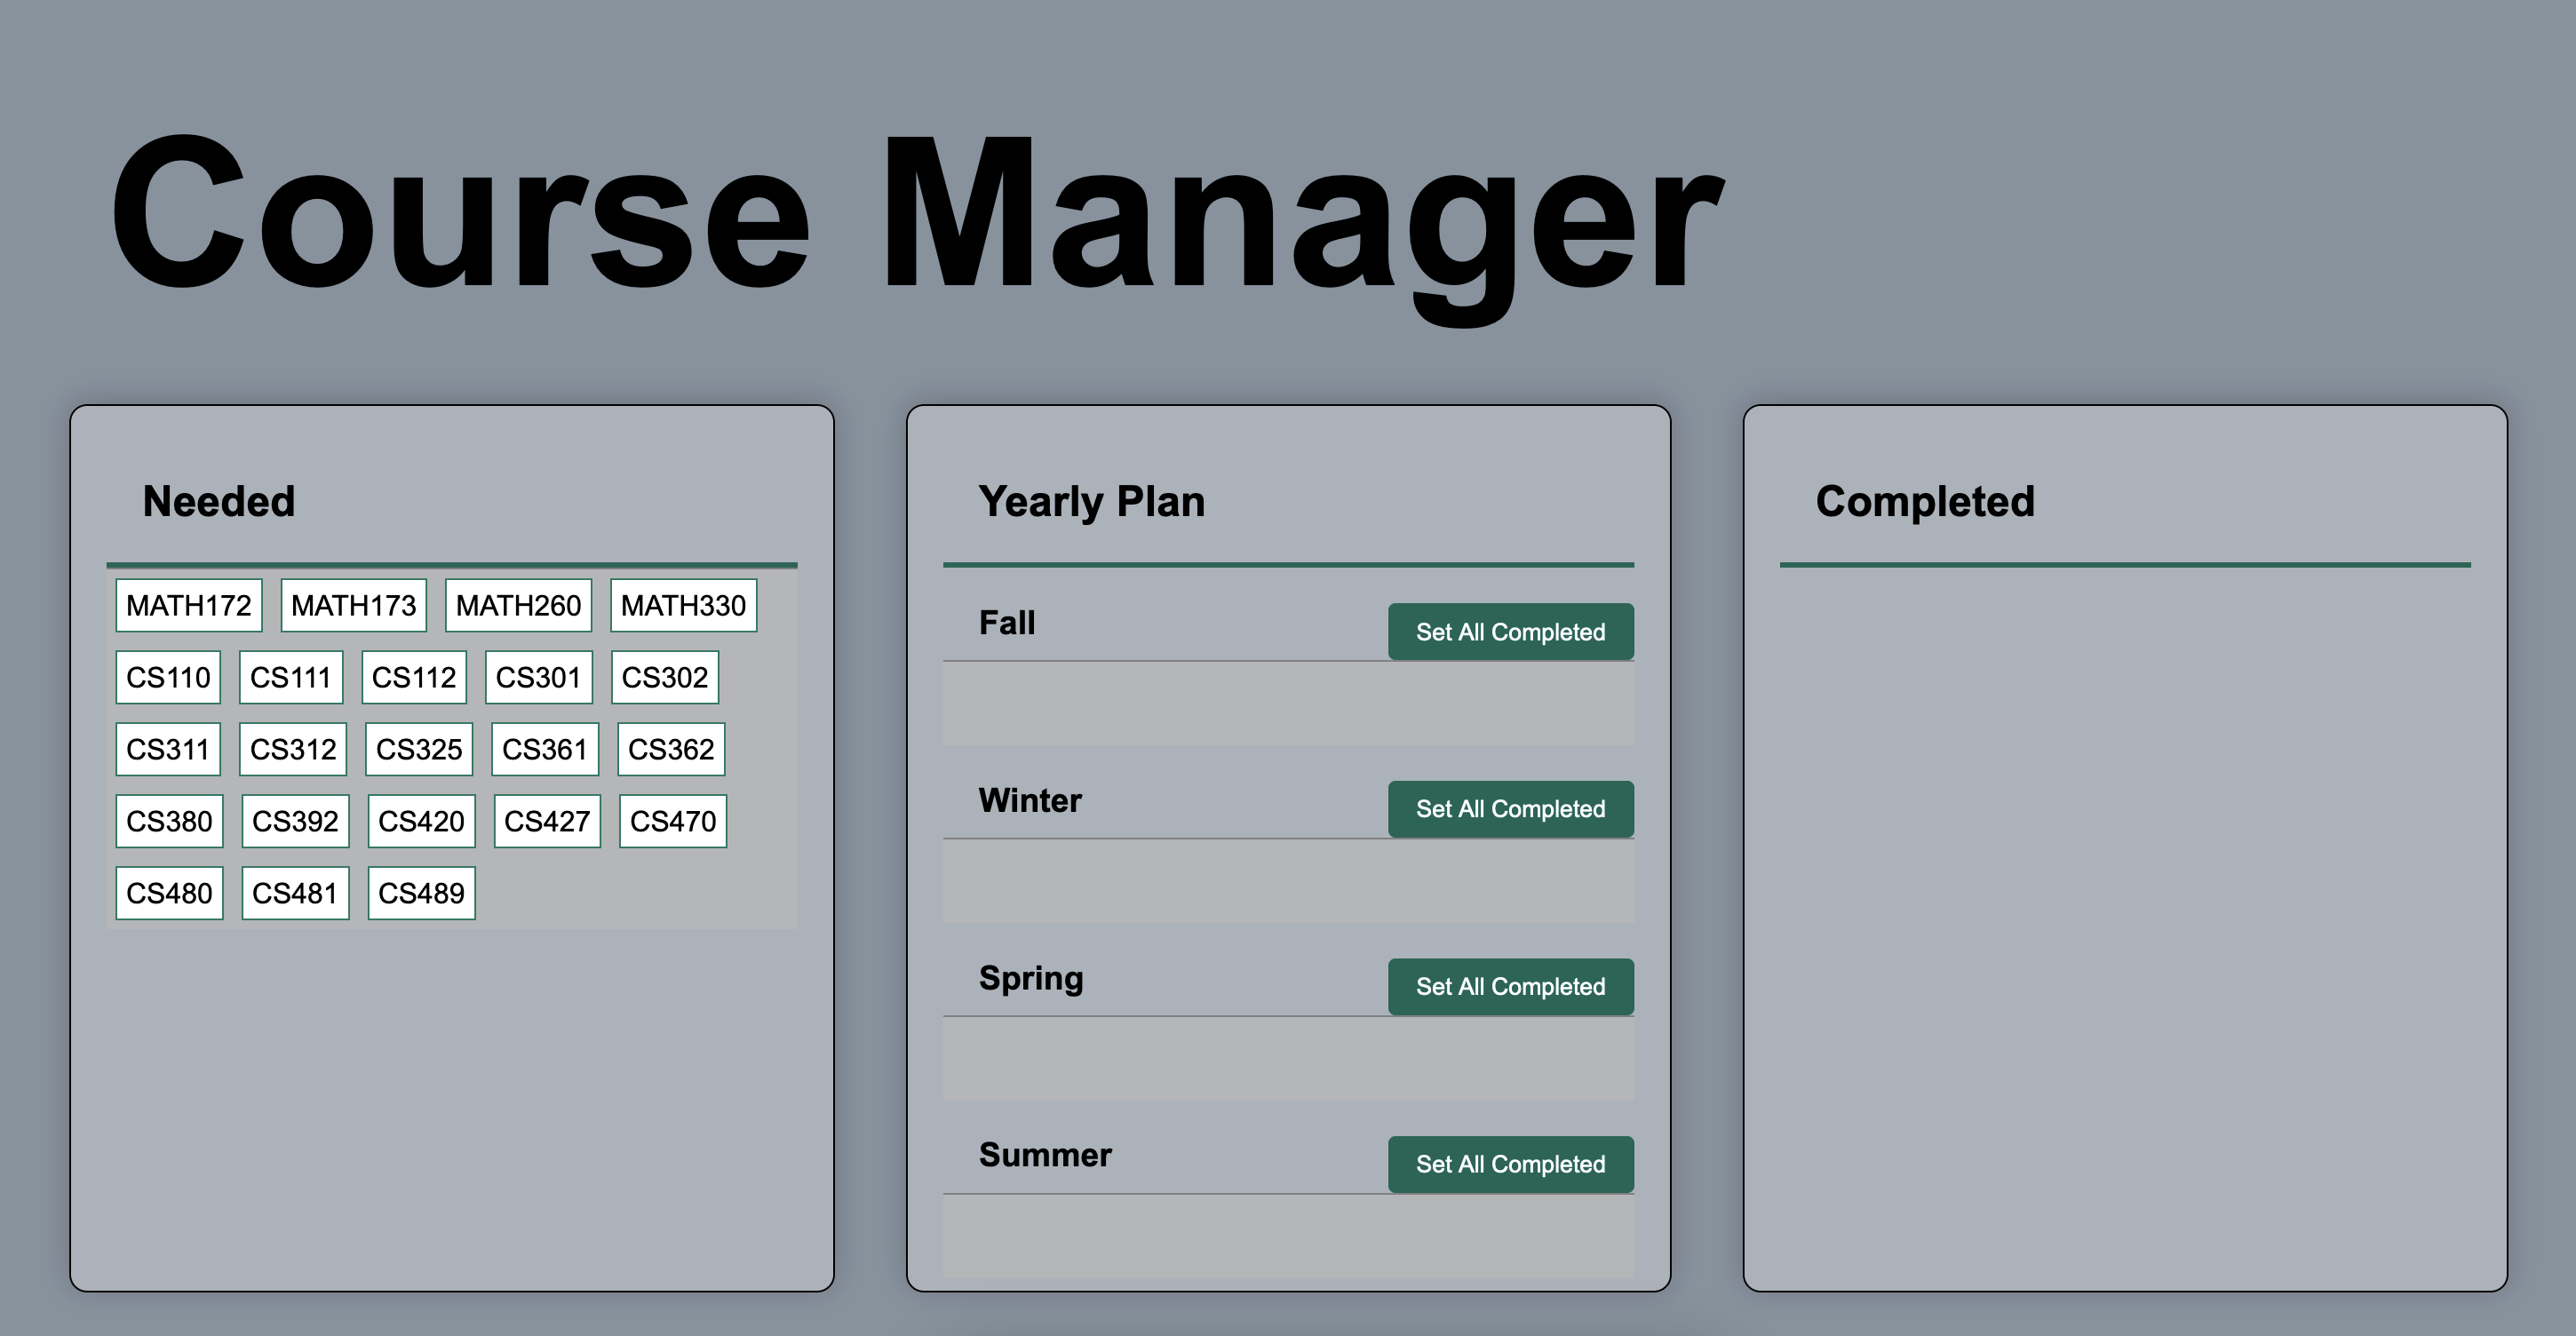 Course Manager
Needed
MATH172 MATH173 MATH260 MATH330
CS110 CS111 CS112 CS301 CS302
CS311 CS312 CS325 CS361 CS362
CS380 CS392 CS420 CS427 CS470
CS480 CS481 CS489
Yearly Plan
Fall Set All Completed
Winter Set All Completed
Spring Set All Completed
Summer Set All Completed
Completed